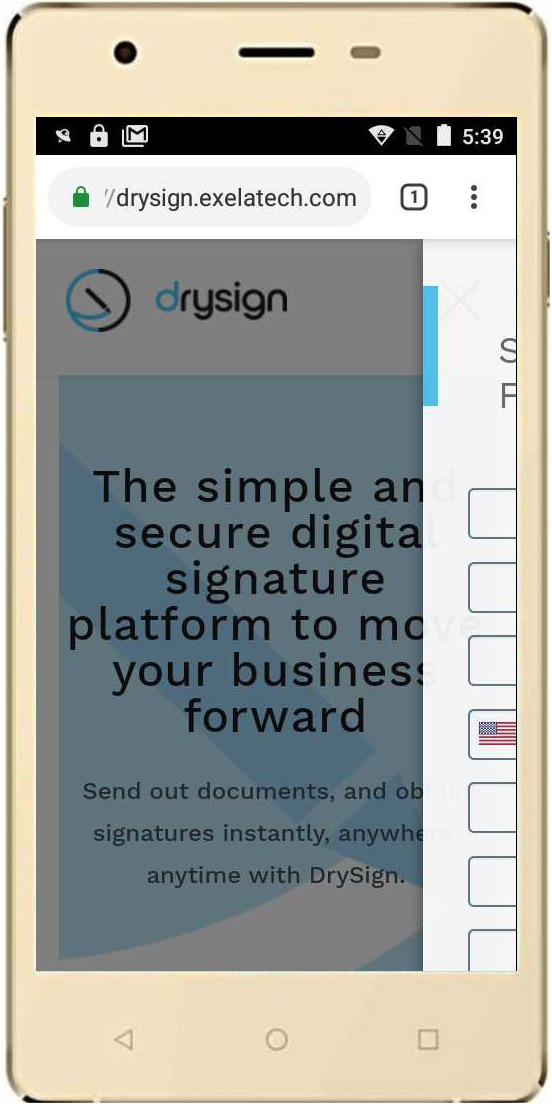 5:39
//drysign.exelatech.com
1
drysign
S
F
The simple and
secure digital
signature
platform to move
your business
forward
Send out documents, and obtain
signatures instantly, anywhere,
anytime with DrySign.